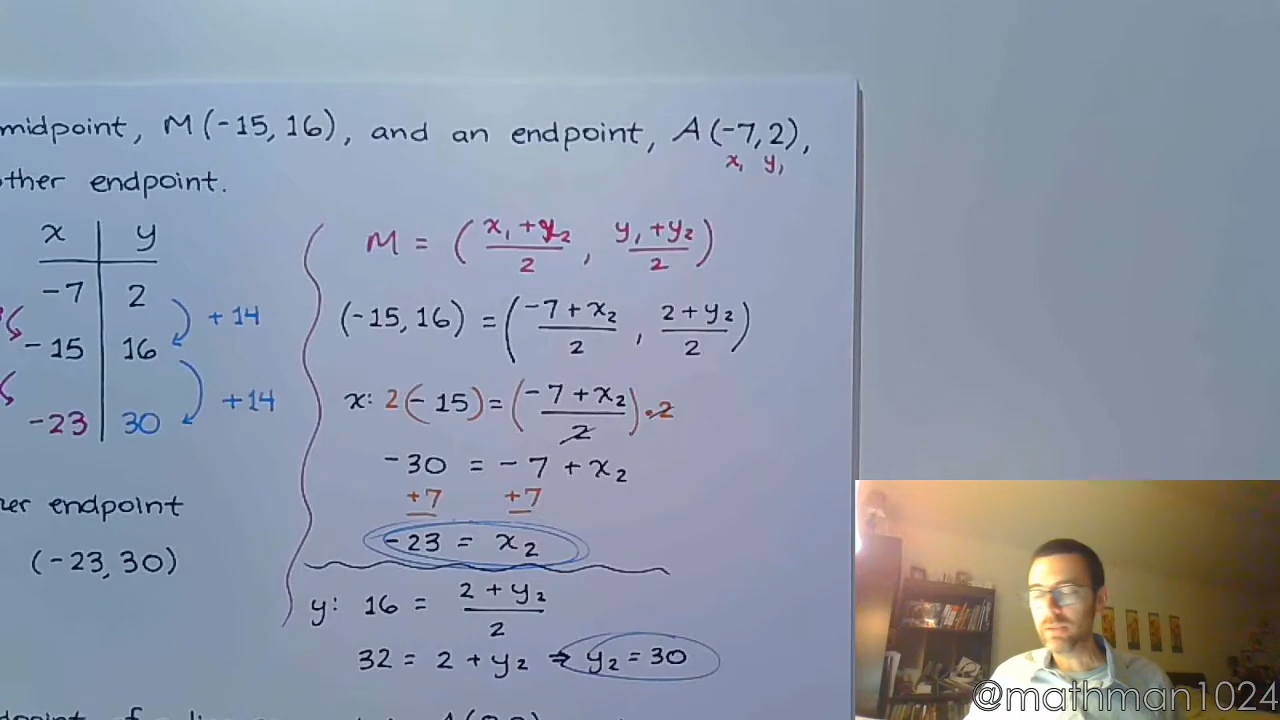 midpoint, M(-15, 16), and an endpoint, A(-7, 2),
x₁ y₁
other endpoint.
x y
-7 2
+14
-15 16
+14
-23 30
endpoint
(-23, 30)
M = (x₁ + y₂ / 2, y₁ + y₂ / 2)
(-15, 16) = (-7 + x₂ / 2, 2 + y₂ / 2)
x: 2(-15) = (-7 + x₂ / 2) · 2
-30 = -7 + x₂
+7 +7
-23 = x₂
y: 16 = 2 + y₂ / 2
32 = 2 + y₂ → y₂ = 30
@mathman1024